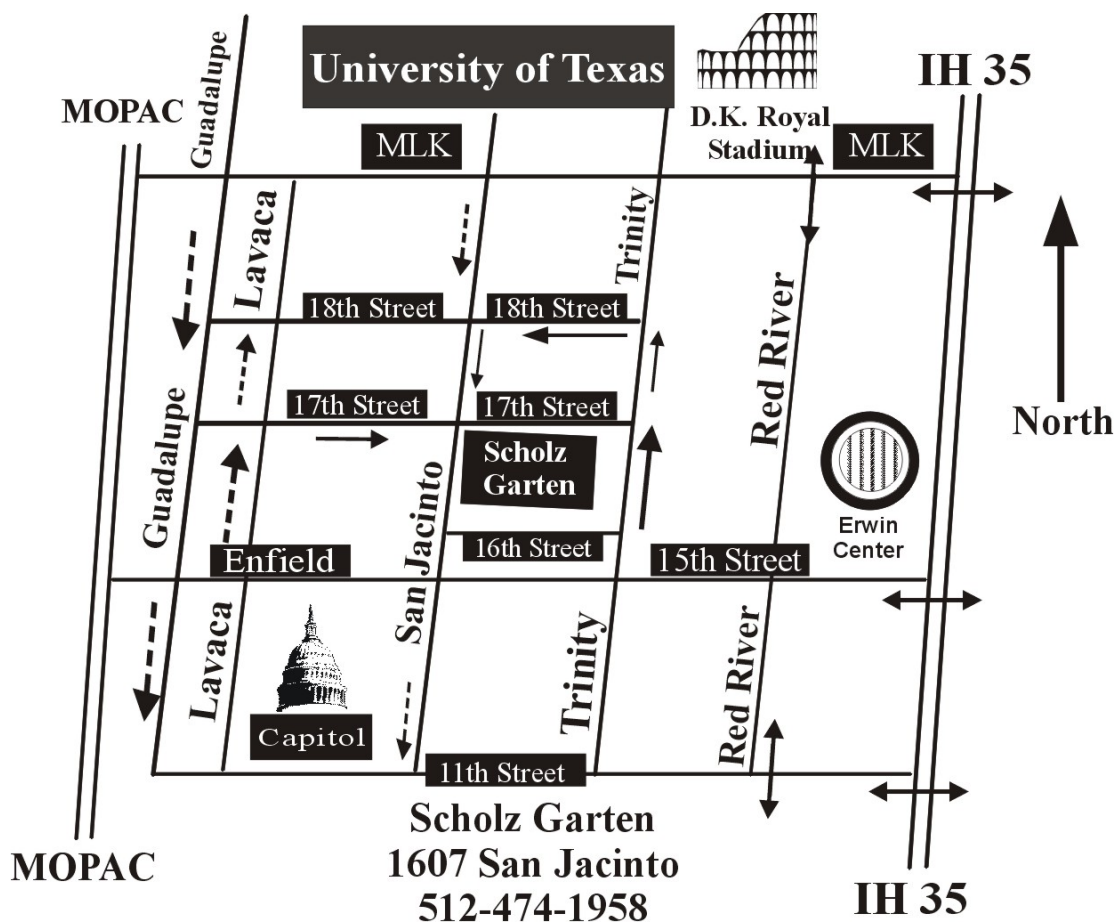 University of Texas
IH 35
MOPAC
Guadalupe
D.K. Royal
Stadium
MLK
MLK
Lavaca
Trinity
18th Street
18th Street
Red River
17th Street
17th Street
North
Scholz
Garten
Guadalupe
San Jacinto
Erwin
Center
16th Street
Enfield
15th Street
Lavaca
Trinity
Red River
Capitol
11th Street
Scholz Garten
1607 San Jacinto
512-474-1958
MOPAC
IH 35